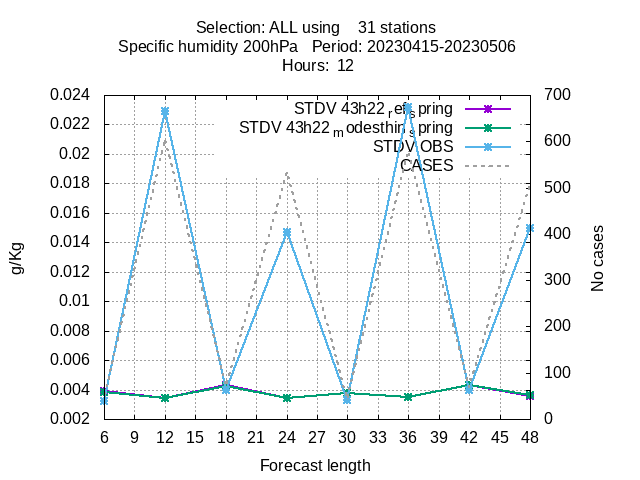 Selection: ALL using 31 stations
Specific humidity 200hPa Period: 20230415-20230506
Hours: 12
STDV 43h22_ref_spring
STDV 43h22_modesthin_spring
STDV OBS
CASES
0.024
0.022
0.02
0.018
0.016
0.014
0.012
0.01
0.008
0.006
0.004
0.002
g/Kg
700
600
500
400
300
200
100
0
No cases
6 9 12 15 18 21 24 27 30 33 36 39 42 45 48
Forecast length